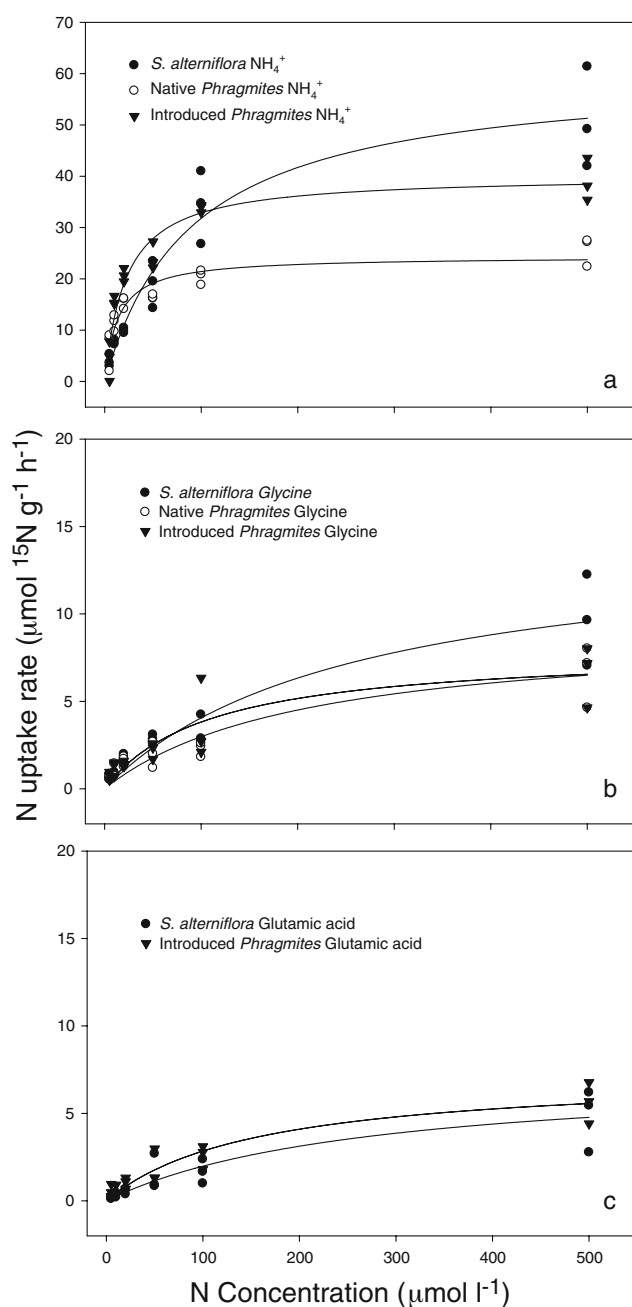 70
60
50
40
30
20
10
0
S. alterniflora NH₄⁺
Native Phragmites NH₄⁺
Introduced Phragmites NH₄⁺
a
20
15
10
5
0
S. alterniflora Glycine
Native Phragmites Glycine
Introduced Phragmites Glycine
b
N uptake rate (μmol ¹⁵N g⁻¹ h⁻¹)
20
15
10
5
0
S. alterniflora Glutamic acid
Introduced Phragmites Glutamic acid
c
0 100 200 300 400 500
N Concentration (μmol l⁻¹)